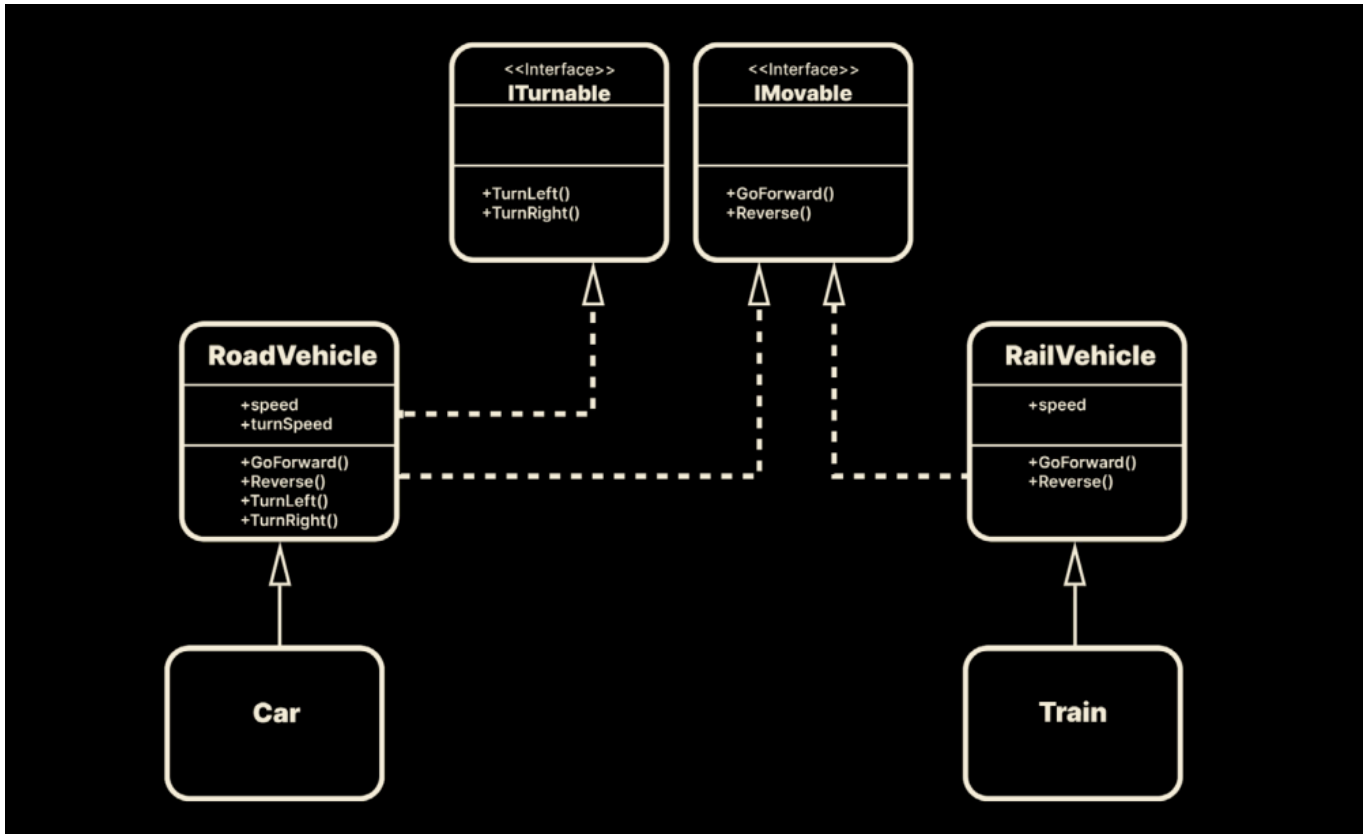 <<Interface>>
ITurnable
+TurnLeft()
+TurnRight()
<<Interface>>
IMovable
+GoForward()
+Reverse()
RoadVehicle
+speed
+turnSpeed
+GoForward()
+Reverse()
+TurnLeft()
+TurnRight()
RailVehicle
+speed
+GoForward()
+Reverse()
Car
Train